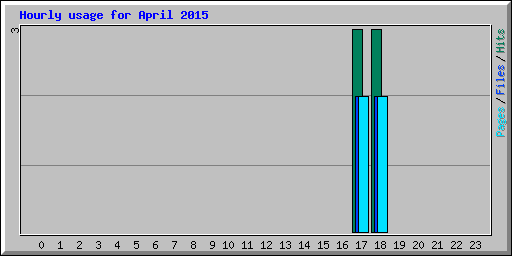 Hourly usage for April 2015
3
Pages/Files/Hits
0 1 2 3 4 5 6 7 8 9 10 11 12 13 14 15 16 17 18 19 20 21 22 23